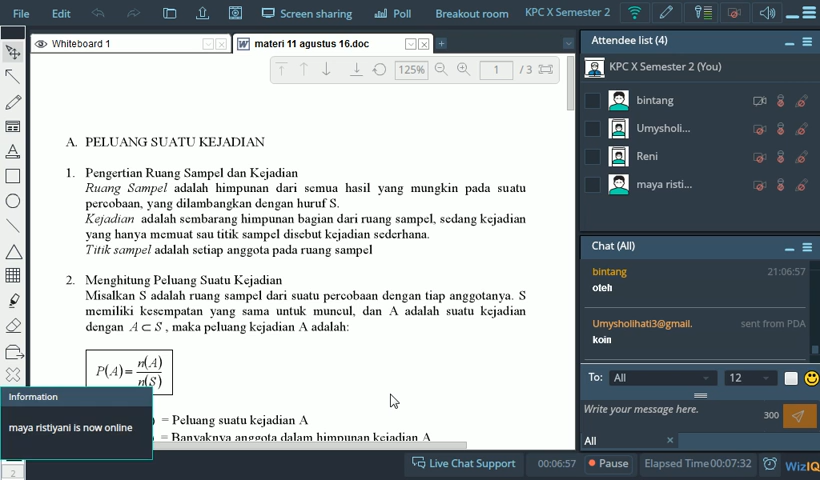 File Edit Screen sharing Poll Breakout room KPC X Semester 2
Whiteboard 1 materi 11 agustus 16.doc
125% 1 / 3
A. PELUANG SUATU KEJADIAN
1. Pengertian Ruang Sampel dan Kejadian
Ruang Sampel adalah himpunan dari semua hasil yang mungkin pada suatu
percobaan, yang dilambangkan dengan huruf S.
Kejadian adalah sembarang himpunan bagian dari ruang sampel, sedang kejadian
yang hanya memuat sau titik sampel disebut kejadian sederhana.
Titik sampel adalah setiap anggota pada ruang sampel
2. Menghitung Peluang Suatu Kejadian
Misalkan S adalah ruang sampel dari suatu percobaan dengan tiap anggotanya. S
memiliki kesempatan yang sama untuk muncul, dan A adalah suatu kejadian
dengan A ⊂ S , maka peluang kejadian A adalah:
P(A) = n(A)/n(S)
) = Peluang suatu kejadian A
= Banyaknya anggota dalam himpunan kejadian A
Information
maya ristiyani is now online
2
Attendee list (4)
KPC X Semester 2 (You)
bintang
Umysholi...
Reni
maya risti...
Chat (All)
bintang 21:06:57
oteh
Umysholihati3@gmail. sent from PDA
koin
To: All 12
Write your message here. 300
All
Live Chat Support 00:06:57 Pause Elapsed Time 00:07:32 WizIQ